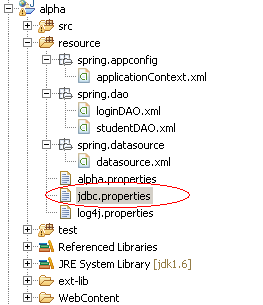 alpha
src
resource
spring.appconfig
applicationContext.xml
spring.dao
loginDAO.xml
studentDAO.xml
spring.datasource
datasource.xml
alpha.properties
jdbc.properties
log4j.properties
test
Referenced Libraries
JRE System Library [jdk1.6]
ext-lib
WebContent